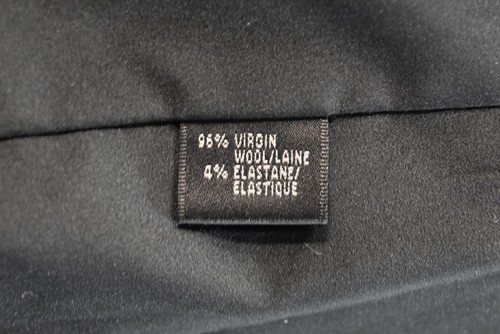 96% VIRGIN
WOOL/LAINE
4% ELASTANE/
ELASTIQUE